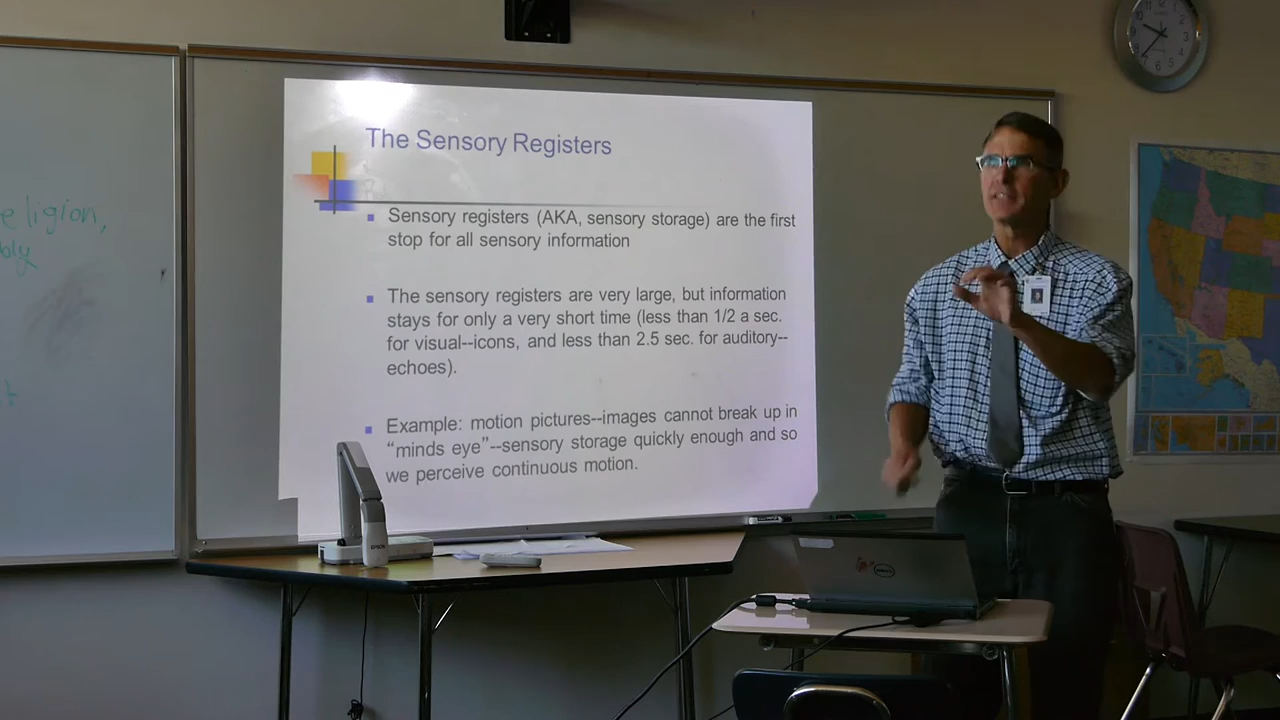 The Sensory Registers
Sensory registers (AKA, sensory storage) are the first
stop for all sensory information
The sensory registers are very large, but information
stays for only a very short time (less than 1/2 a sec.
for visual--icons, and less than 2.5 sec. for auditory--
echoes).
Example: motion pictures--images cannot break up in
“minds eye”--sensory storage quickly enough and so
we perceive continuous motion.
eligion,
EPSON
DELL